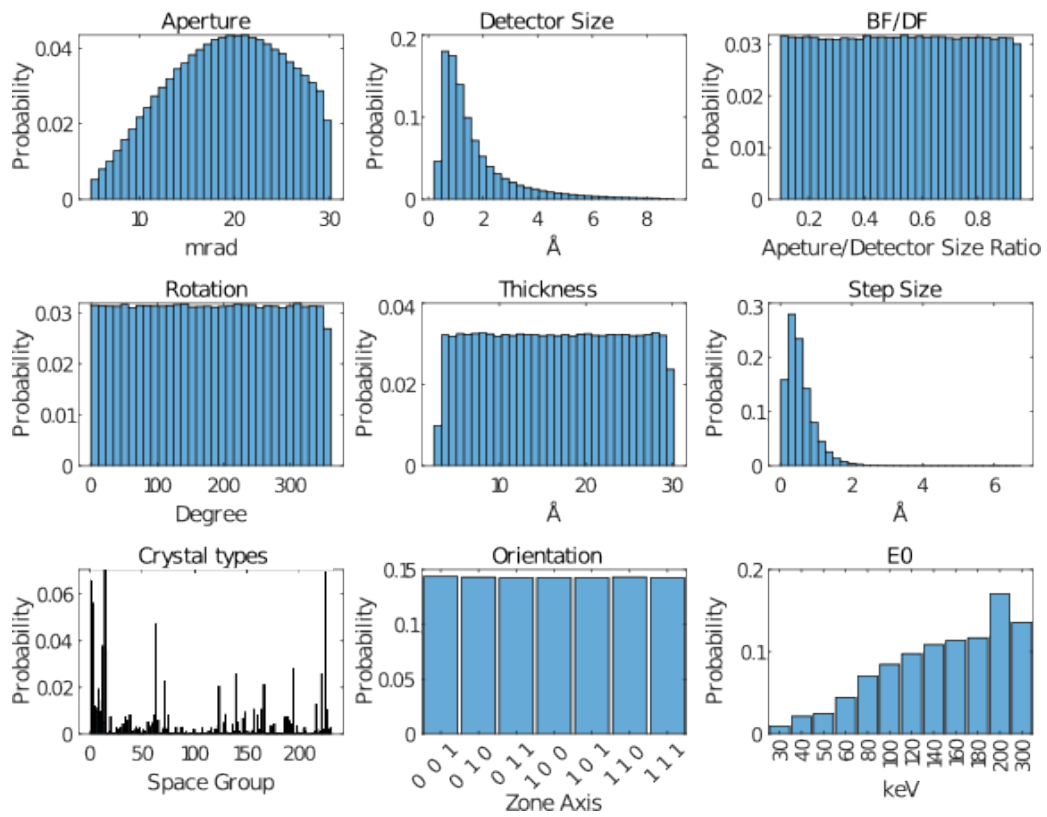 Aperture
Probability
0.04
0.02
0
10
20
30
mrad
Detector Size
Probability
0.2
0.1
0
0
2
4
6
8
Å
BF/DF
Probability
0.03
0.01
0
0.2
0.4
0.6
0.8
Apeture/Detector Size Ratio
Rotation
Probability
0.03
0.01
0
0
100
200
300
Degree
Thickness
Probability
0.04
0.02
0
10
20
30
Å
Step Size
Probability
0.3
0.2
0.1
0
0
2
4
6
Å
Crystal types
Probability
0.06
0.04
0.02
0
0
50
100
150
200
Space Group
Orientation
Probability
0.15
0.1
0.05
0
0 0 1
0 1 0
0 1 1
1 0 0
1 0 1
1 1 0
1 1 1
Zone Axis
E0
Probability
0.2
0.1
0
30
40
50
60
80
100
120
140
160
180
200
300
keV